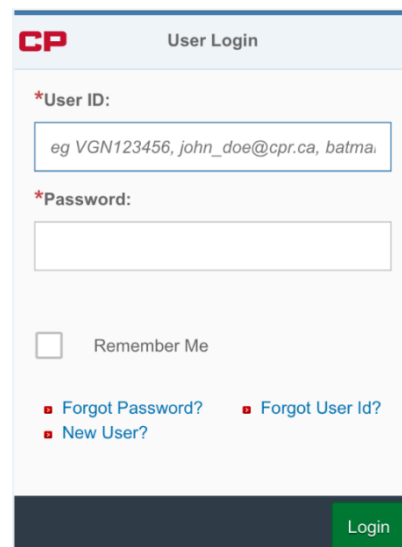 CP User Login
*User ID:
eg VGN123456, john_doe@cpr.ca, batma
*Password:
Remember Me
Forgot Password? Forgot User Id?
New User?
Login